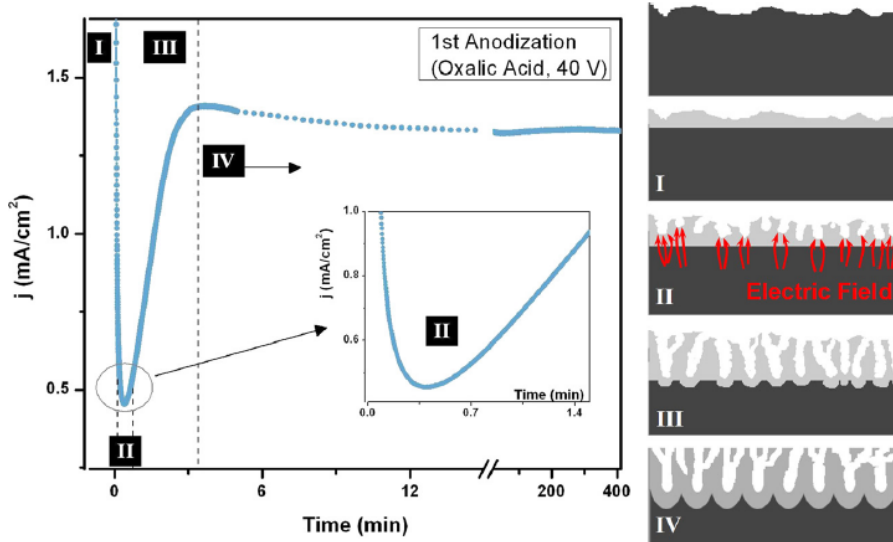 I
III
1st Anodization
(Oxalic Acid, 40 V)
1.5
IV
j (mA/cm²)
1.0
0.5
II
0
6
12
200
400
Time (min)
1.0
j (mA/cm²)
0.8
0.6
II
Time (min)
0.0
0.7
1.4
I
II
Electric Field
III
IV